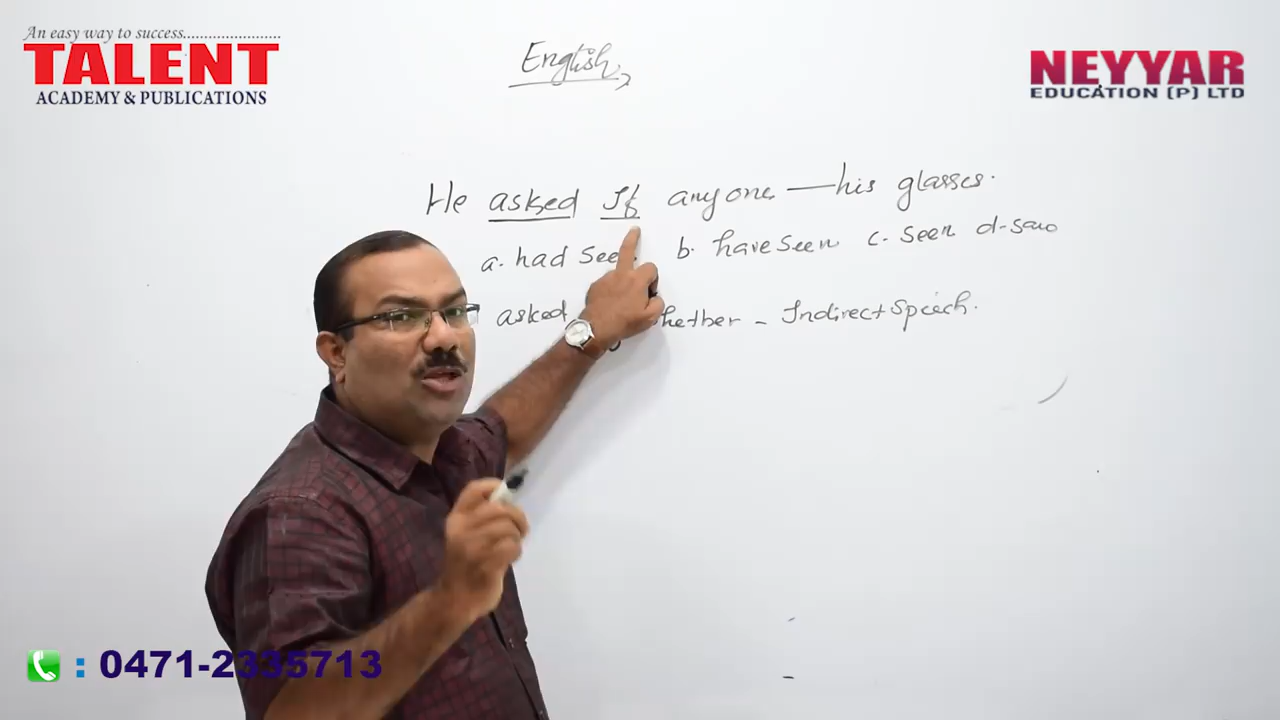 An easy way to success.......................
TALENT
ACADEMY & PUBLICATIONS
NEYYAR
EDUCATION (P) LTD
English
He asked If anyone — his glasses.
a. had seen b. have seen c. seen d. saw
asked whether - Indirect Speech.
: 0471-2335713